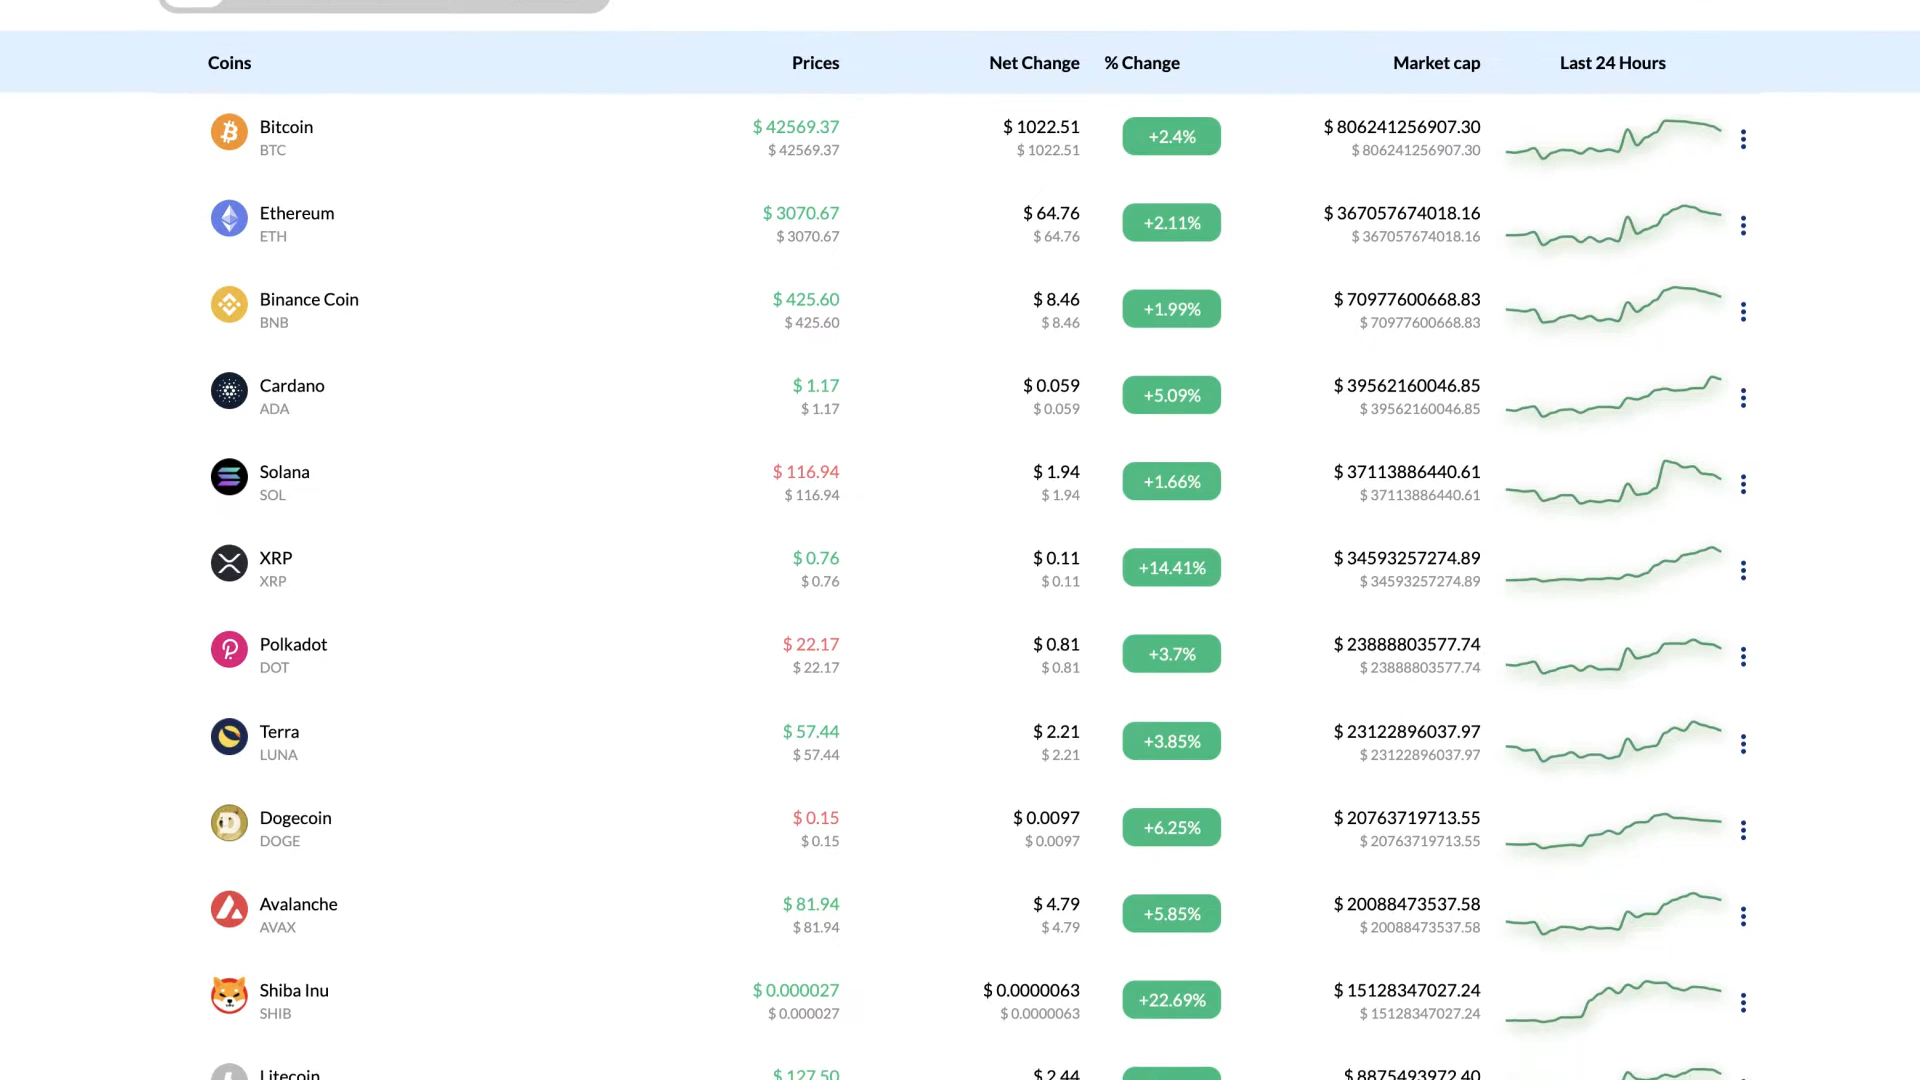 Coins Prices Net Change % Change Market cap Last 24 Hours
Bitcoin $ 42569.37 $ 1022.51 +2.4% $ 806241256907.30
BTC $ 42569.37 $ 1022.51 $ 806241256907.30
Ethereum $ 3070.67 $ 64.76 +2.11% $ 367057674018.16
ETH $ 3070.67 $ 64.76 $ 367057674018.16
Binance Coin $ 425.60 $ 8.46 +1.99% $ 70977600668.83
BNB $ 425.60 $ 8.46 $ 70977600668.83
Cardano $ 1.17 $ 0.059 +5.09% $ 39562160046.85
ADA $ 1.17 $ 0.059 $ 39562160046.85
Solana $ 116.94 $ 1.94 +1.66% $ 37113886440.61
SOL $ 116.94 $ 1.94 $ 37113886440.61
XRP $ 0.76 $ 0.11 +14.41% $ 34593257274.89
XRP $ 0.76 $ 0.11 $ 34593257274.89
Polkadot $ 22.17 $ 0.81 +3.7% $ 23888803577.74
DOT $ 22.17 $ 0.81 $ 23888803577.74
Terra $ 57.44 $ 2.21 +3.85% $ 23122896037.97
LUNA $ 57.44 $ 2.21 $ 23122896037.97
Dogecoin $ 0.15 $ 0.0097 +6.25% $ 20763719713.55
DOGE $ 0.15 $ 0.0097 $ 20763719713.55
Avalanche $ 81.94 $ 4.79 +5.85% $ 20088473537.58
AVAX $ 81.94 $ 4.79 $ 20088473537.58
Shiba Inu $ 0.000027 $ 0.0000063 +22.69% $ 15128347027.24
SHIB $ 0.000027 $ 0.0000063 $ 15128347027.24
Litecoin $ 127.50 $ 2.44 $ 8875493972.40